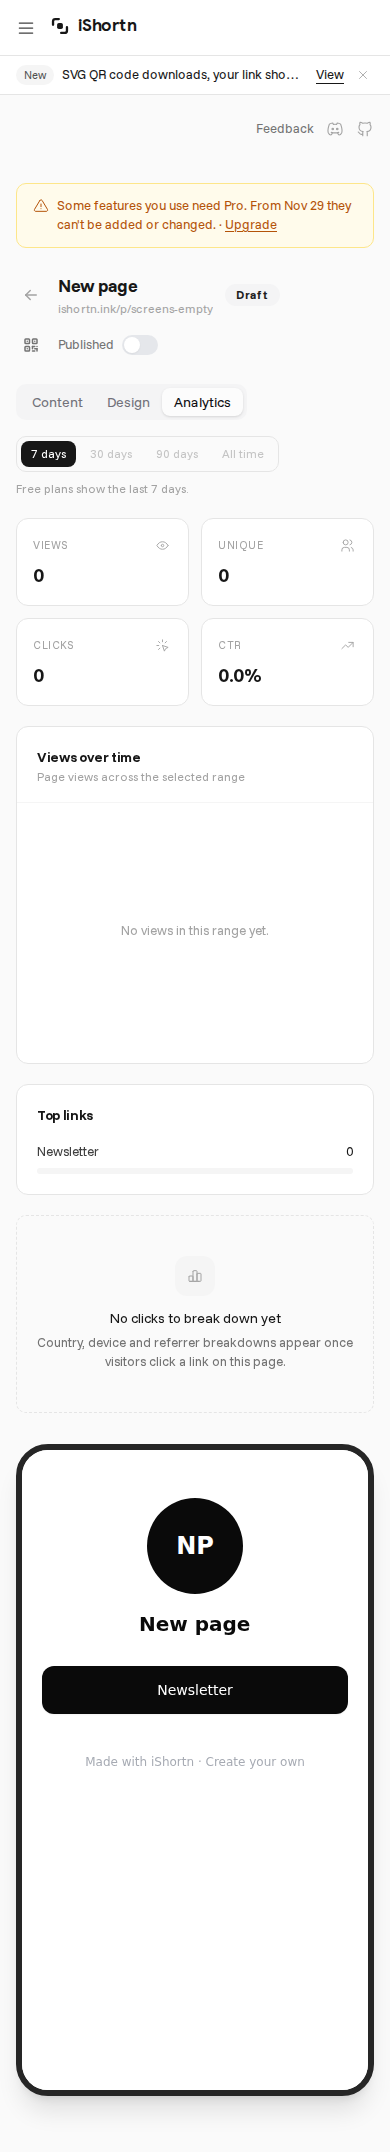 iShortn
New
SVG QR code downloads, your link sho...
View
Feedback
Some features you use need Pro. From Nov 29 they
can't be added or changed. · Upgrade
New page
ishortn.ink/p/screens-empty
Draft
Published
Content
Design
Analytics
7 days
30 days
90 days
All time
Free plans show the last 7 days.
VIEWS
0
UNIQUE
0
CLICKS
0
CTR
0.0%
Views over time
Page views across the selected range
No views in this range yet.
Top links
Newsletter
0
No clicks to break down yet
Country, device and referrer breakdowns appear once
visitors click a link on this page.
NP
New page
Newsletter
Made with iShortn · Create your own